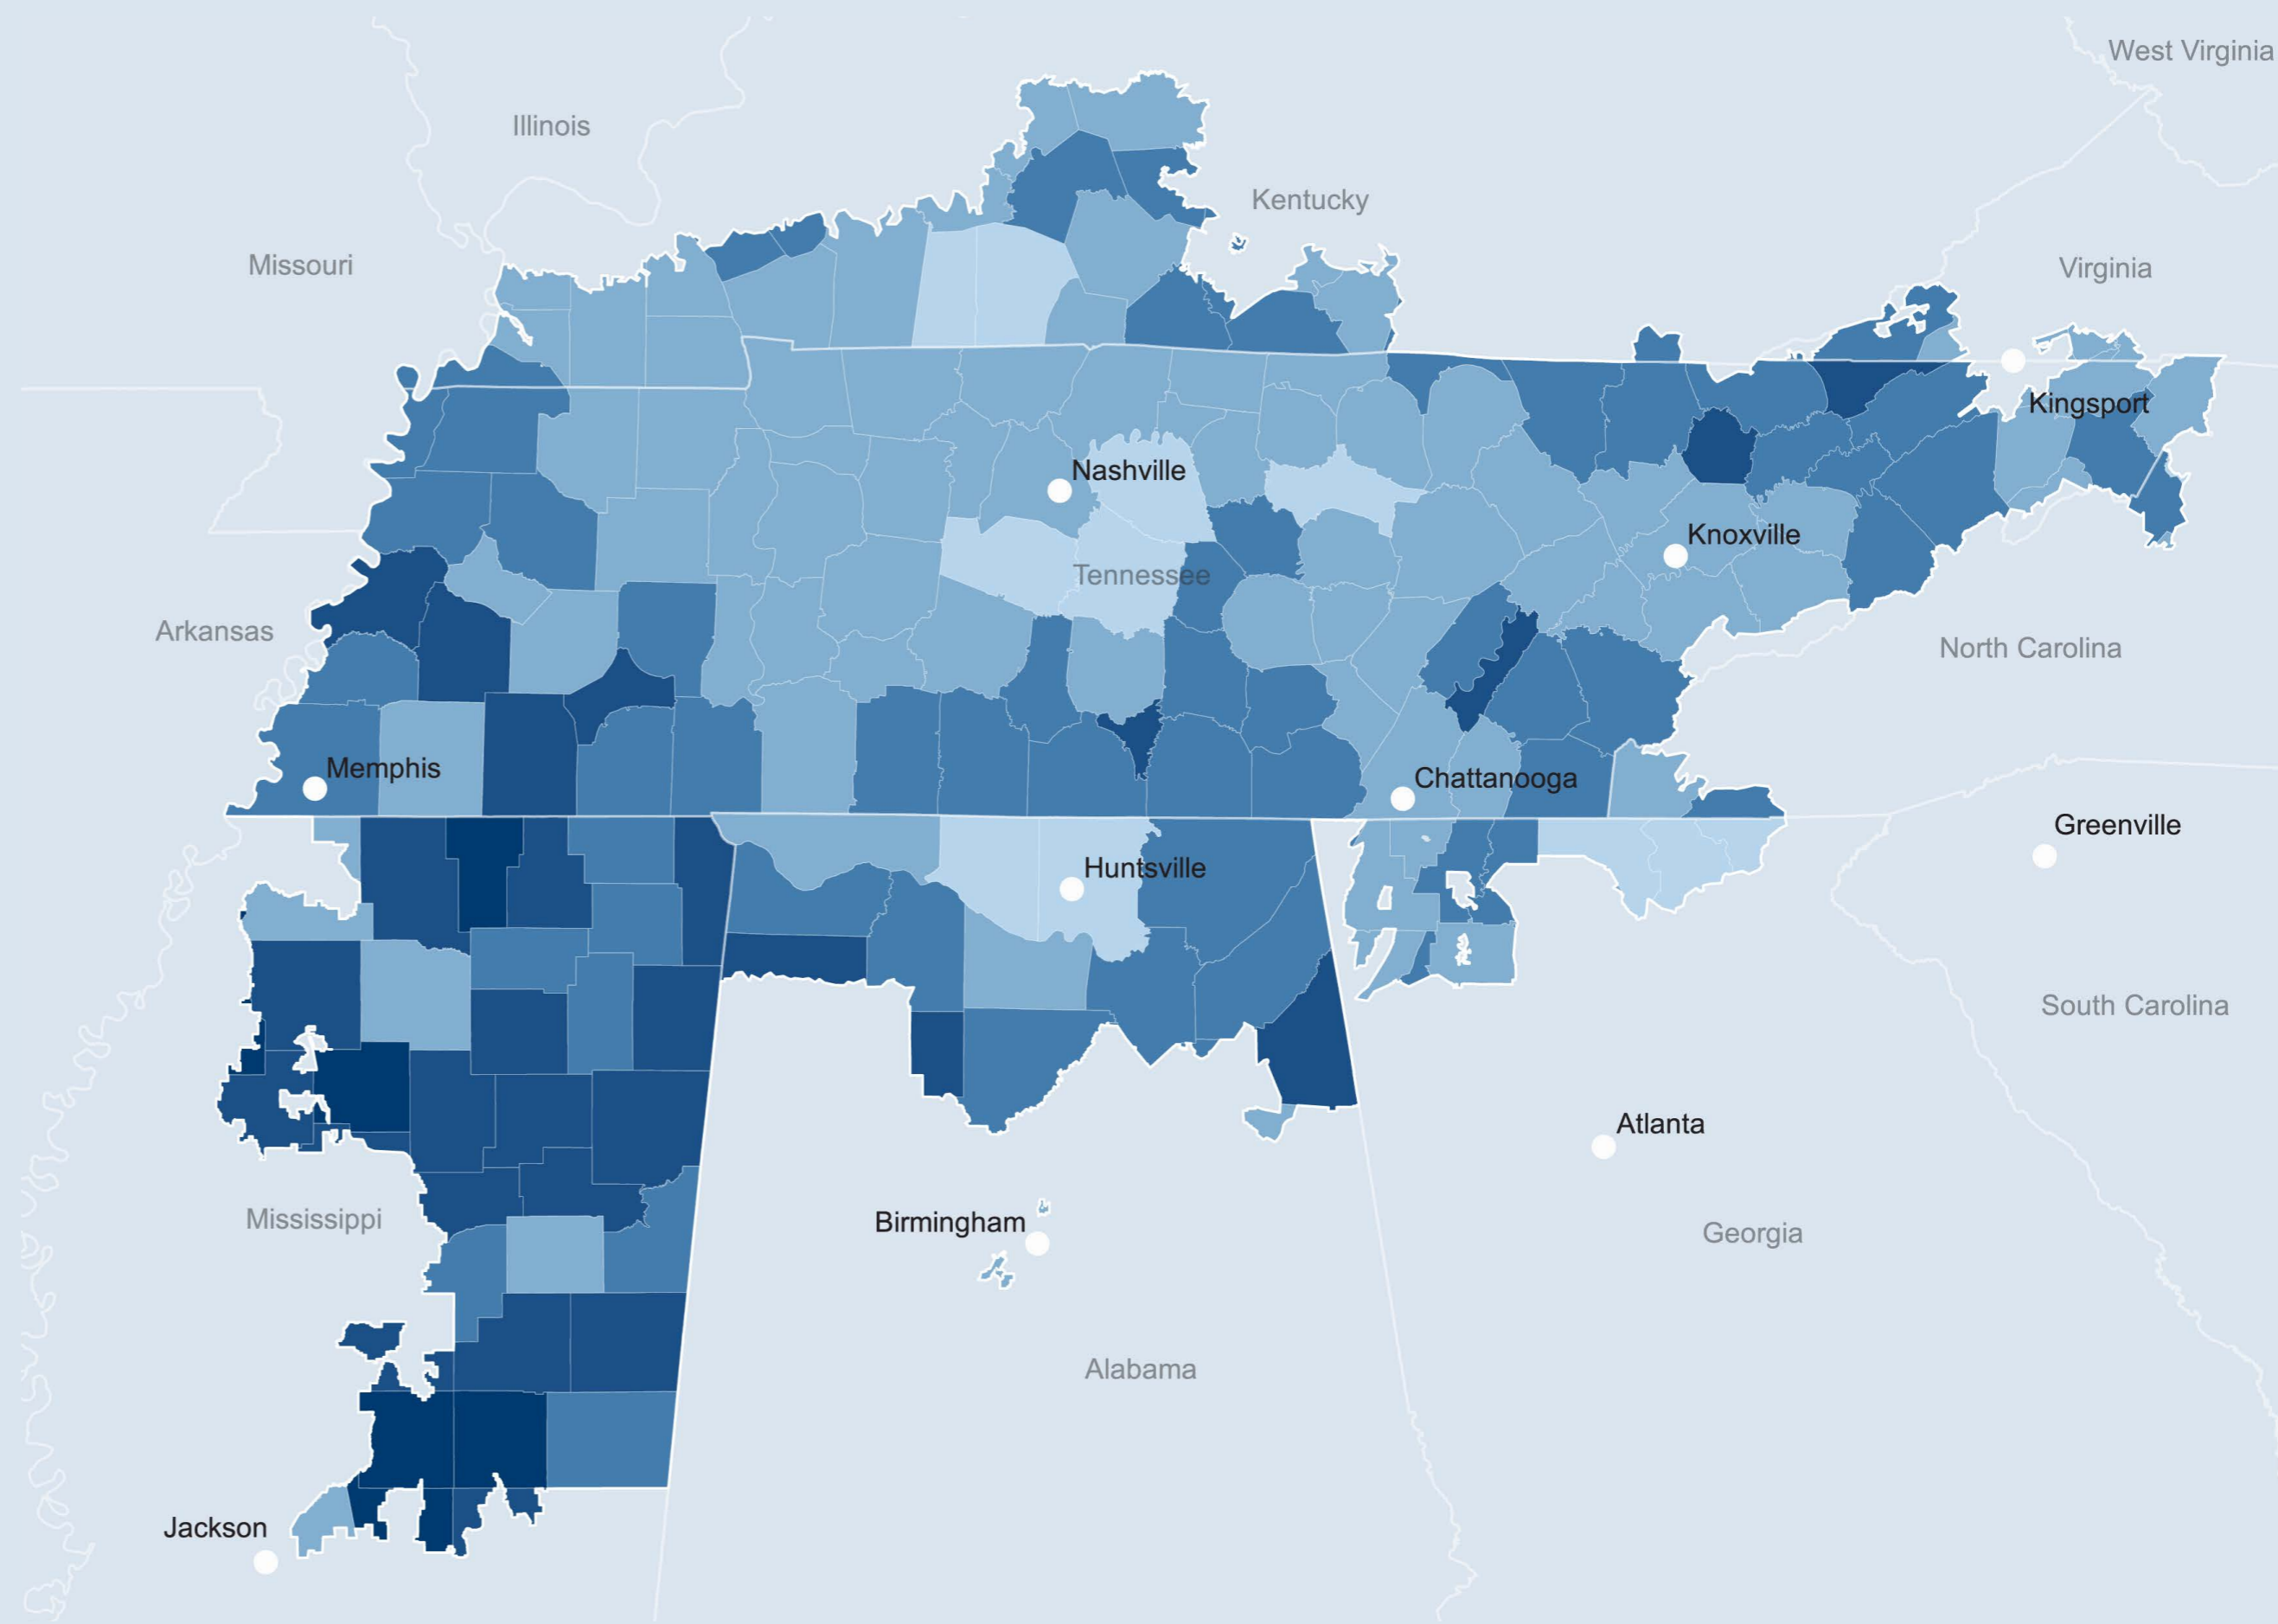 West Virginia
Illinois
Kentucky
Missouri
Virginia
Kingsport
Nashville
Knoxville
Tennessee
Arkansas
North Carolina
Memphis
Chattanooga
Greenville
Huntsville
South Carolina
Atlanta
Mississippi
Birmingham
Georgia
Alabama
Jackson